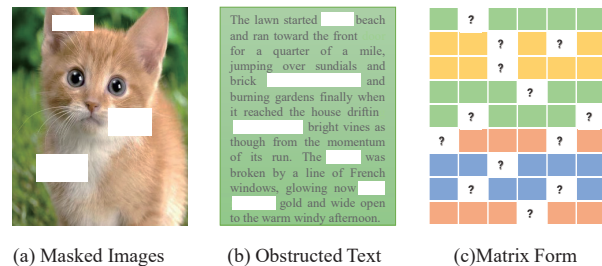 The lawn started beach
and ran toward the front
for a quarter of a mile,
jumping over sundials and
brick and
burning gardens finally when
it reached the house driftin
bright vines as
though from the momentum
of its run. The was
broken by a line of French
windows, glowing now
gold and wide open
to the warm windy afternoon.
?
? ?
?
?
? ?
? ?
?
? ?
?
(a) Masked Images
(b) Obstructed Text
(c)Matrix Form